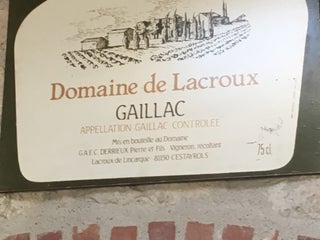 Domaine de Lacroux
GAILLAC
APPELLATION GAILLAC CONTROLEE
Mis en bouteille au Domaine
G.A.E.C. DERRIEUX Pierre et Fils Vigneron, récoltant
Lacroux de Lincarque 81150 CESTAYROLS
75 cl.